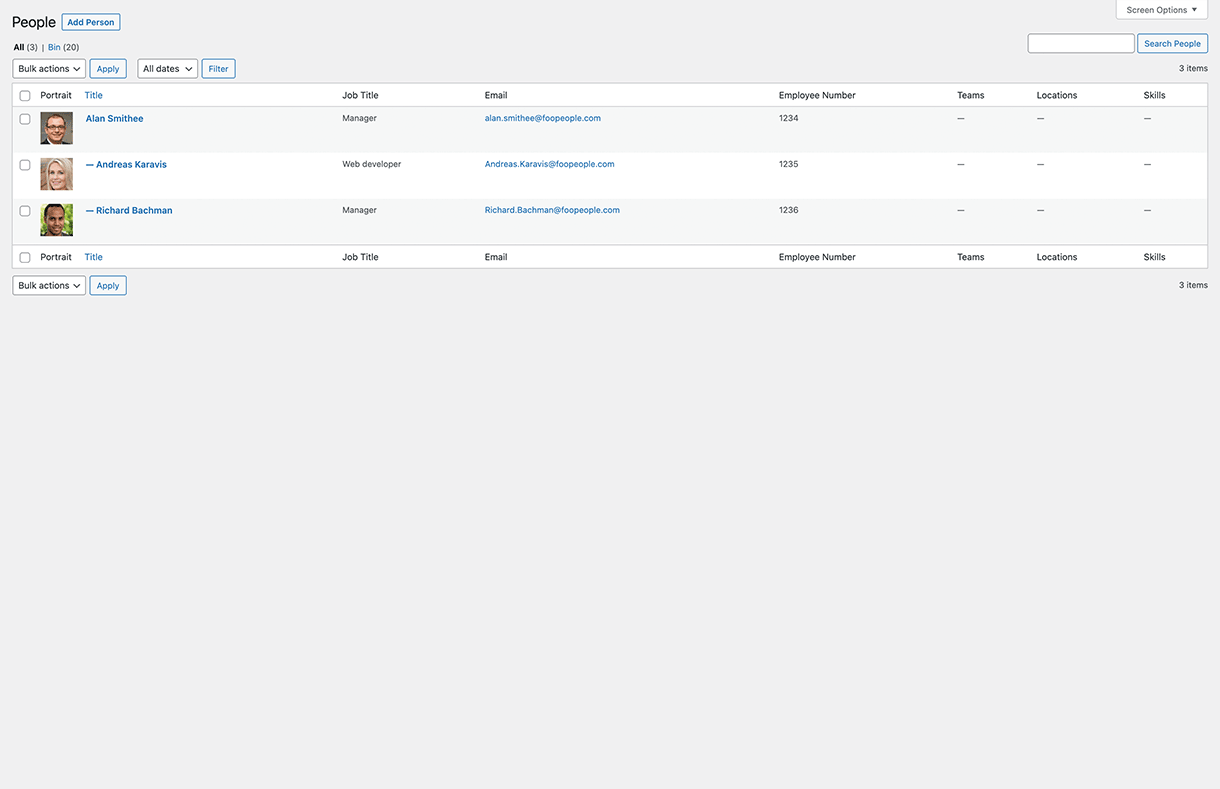 Screen Options ▼
People Add Person
All (3) | Bin (20)
Search People
Bulk actions Apply All dates Filter 3 items
Portrait Title Job Title Email Employee Number Teams Locations Skills
Alan Smithee Manager alan.smithee@foopeople.com 1234 — — —
— Andreas Karavis Web developer Andreas.Karavis@foopeople.com 1235 — — —
— Richard Bachman Manager Richard.Bachman@foopeople.com 1236 — — —
Portrait Title Job Title Email Employee Number Teams Locations Skills
Bulk actions Apply 3 items